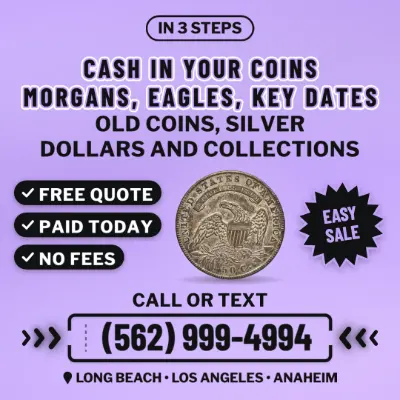 IN 3 STEPS
CASH IN YOUR COINS
MORGANS, EAGLES, KEY DATES
OLD COINS, SILVER
DOLLARS AND COLLECTIONS
FREE QUOTE
PAID TODAY
NO FEES
EASY
SALE
CALL OR TEXT
(562) 999-4994
LONG BEACH • LOS ANGELES • ANAHEIM